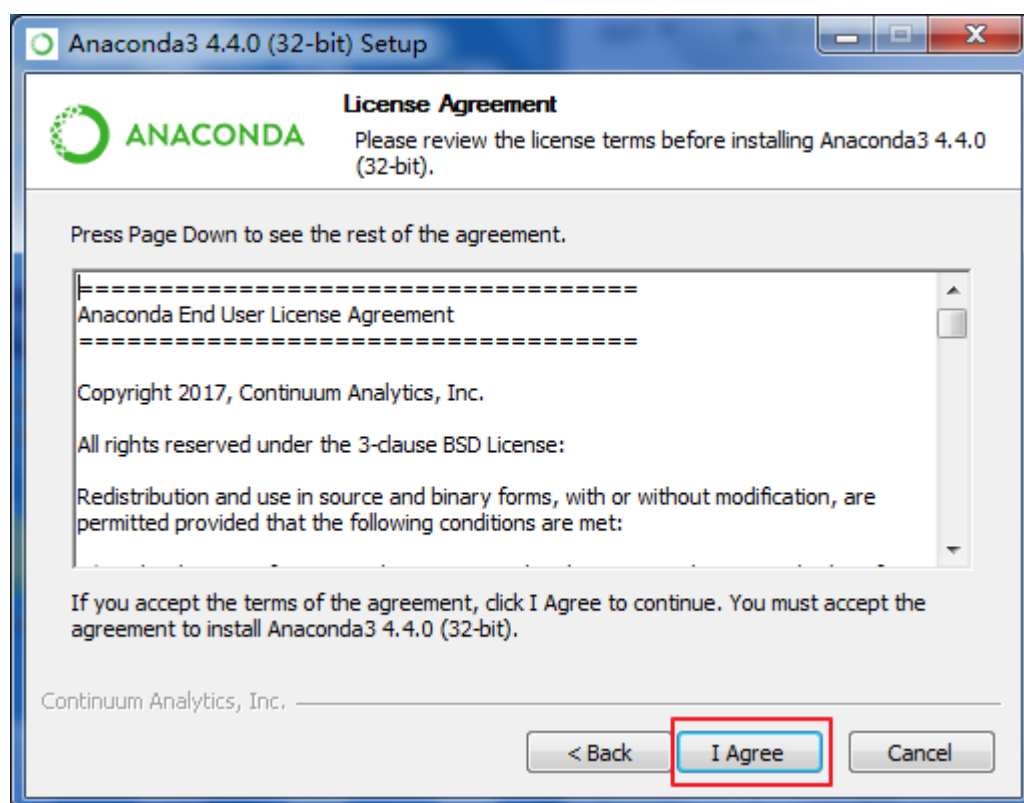 Anaconda3 4.4.0 (32-bit) Setup
ANACONDA
License Agreement
Please review the license terms before installing Anaconda3 4.4.0
(32-bit).
Press Page Down to see the rest of the agreement.
===================================
Anaconda End User License Agreement
===================================
Copyright 2017, Continuum Analytics, Inc.
All rights reserved under the 3-clause BSD License:
Redistribution and use in source and binary forms, with or without modification, are
permitted provided that the following conditions are met:
If you accept the terms of the agreement, click I Agree to continue. You must accept the
agreement to install Anaconda3 4.4.0 (32-bit).
Continuum Analytics, Inc.
< Back
I Agree
Cancel